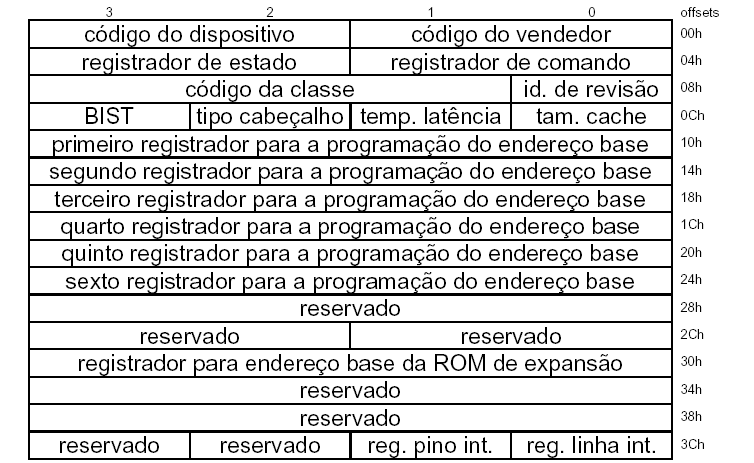 3 2 1 0 offsets
código do dispositivo código do vendedor 00h
registrador de estado registrador de comando 04h
código da classe id. de revisão 08h
BIST tipo cabeçalho temp. latência tam. cache 0Ch
primeiro registrador para a programação do endereço base 10h
segundo registrador para a programação do endereço base 14h
terceiro registrador para a programação do endereço base 18h
quarto registrador para a programação do endereço base 1Ch
quinto registrador para a programação do endereço base 20h
sexto registrador para a programação do endereço base 24h
reservado 28h
reservado reservado 2Ch
registrador para endereço base da ROM de expansão 30h
reservado 34h
reservado 38h
reservado reservado reg. pino int. reg. linha int. 3Ch